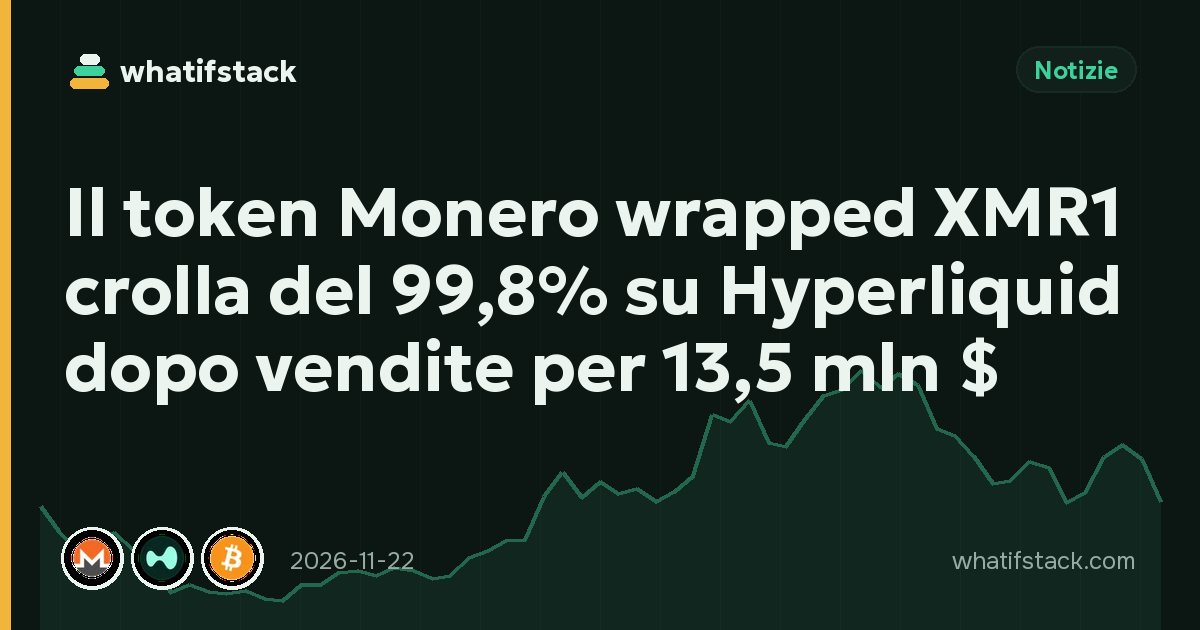 whatifstack
Notizie
Il token Monero wrapped XMR1
crolla del 99,8% su Hyperliquid
dopo vendite per 13,5 mln $
2026-11-22
whatifstack.com